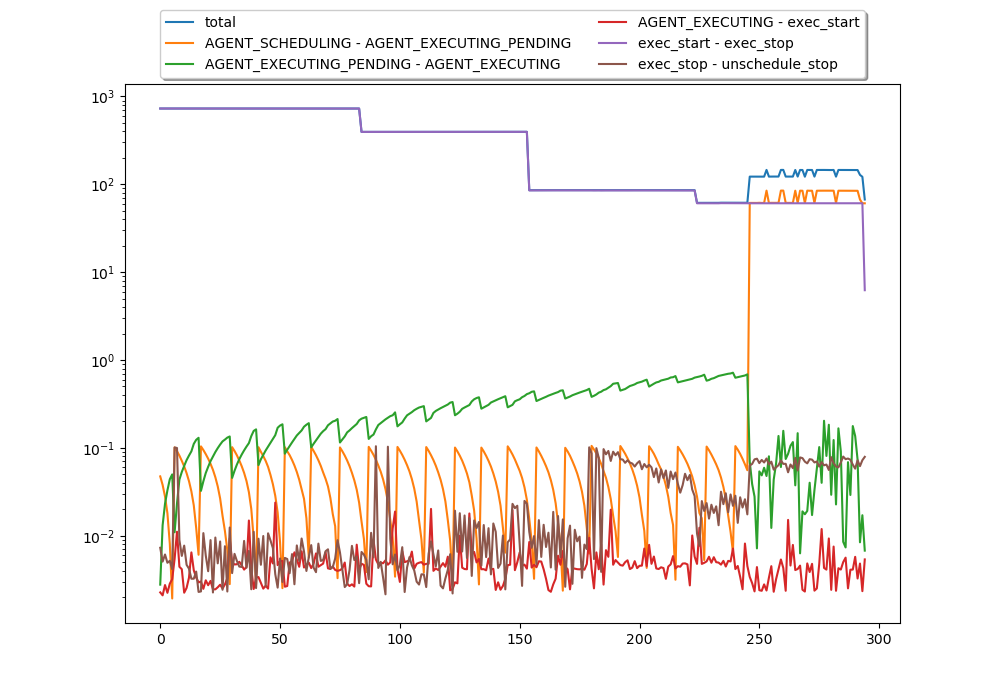 total
AGENT_SCHEDULING - AGENT_EXECUTING_PENDING
AGENT_EXECUTING_PENDING - AGENT_EXECUTING
AGENT_EXECUTING - exec_start
exec_start - exec_stop
exec_stop - unschedule_stop
10³
10²
10¹
10⁰
10⁻¹
10⁻²
0 50 100 150 200 250 300